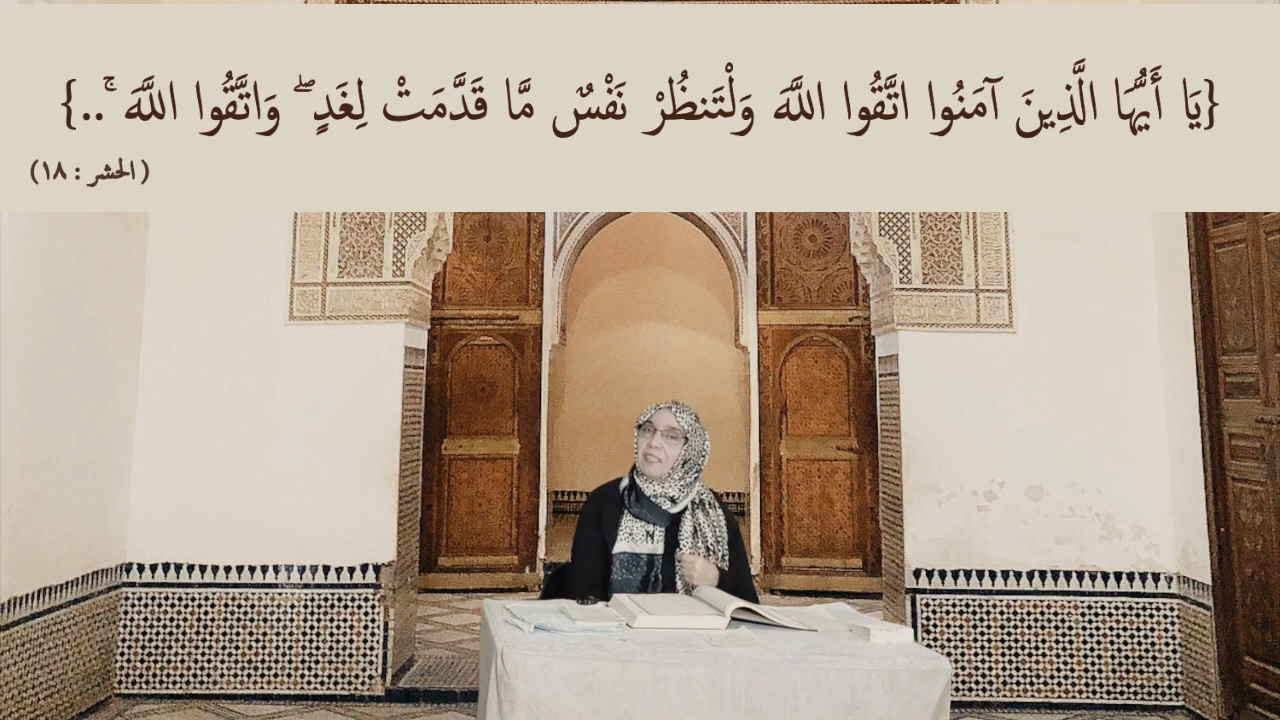 {يَا أَيُّهَا الَّذِينَ آمَنُوا اتَّقُوا اللَّهَ وَلْتَنظُرْ نَفْسٌ مَّا قَدَّمَتْ لِغَدٍ ۖ وَاتَّقُوا اللَّهَ ۚ ..}
(الحشر : ١٨)